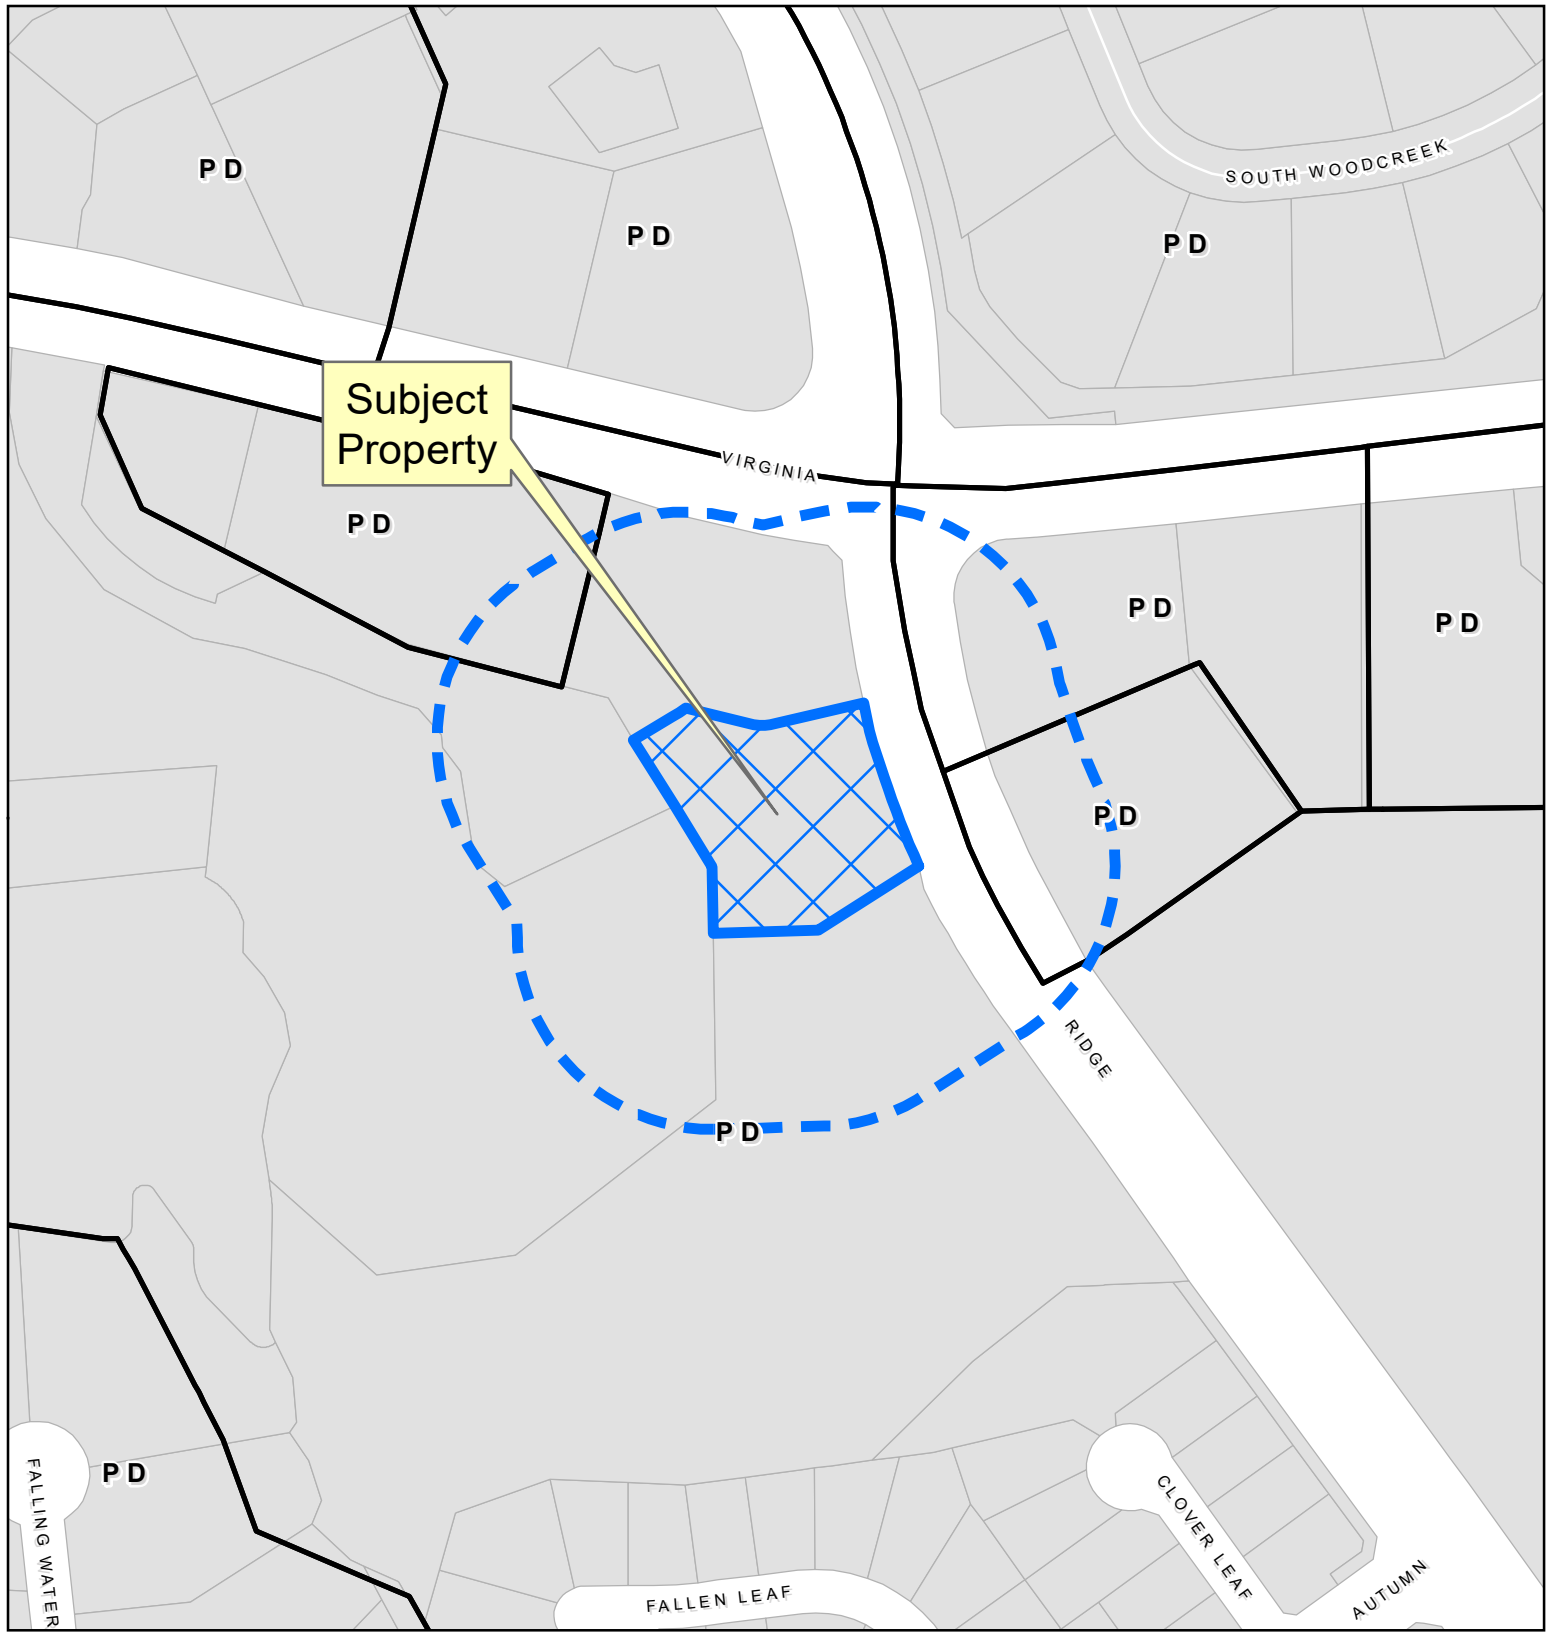 SOUTH WOODCREEK
PD
PD
PD
Subject
Property
VIRGINIA
PD
PD
PD
PD
RIDGE
PD
PD
FALLING WATER
CLOVER LEAF
AUTUMN
FALLEN LEAF